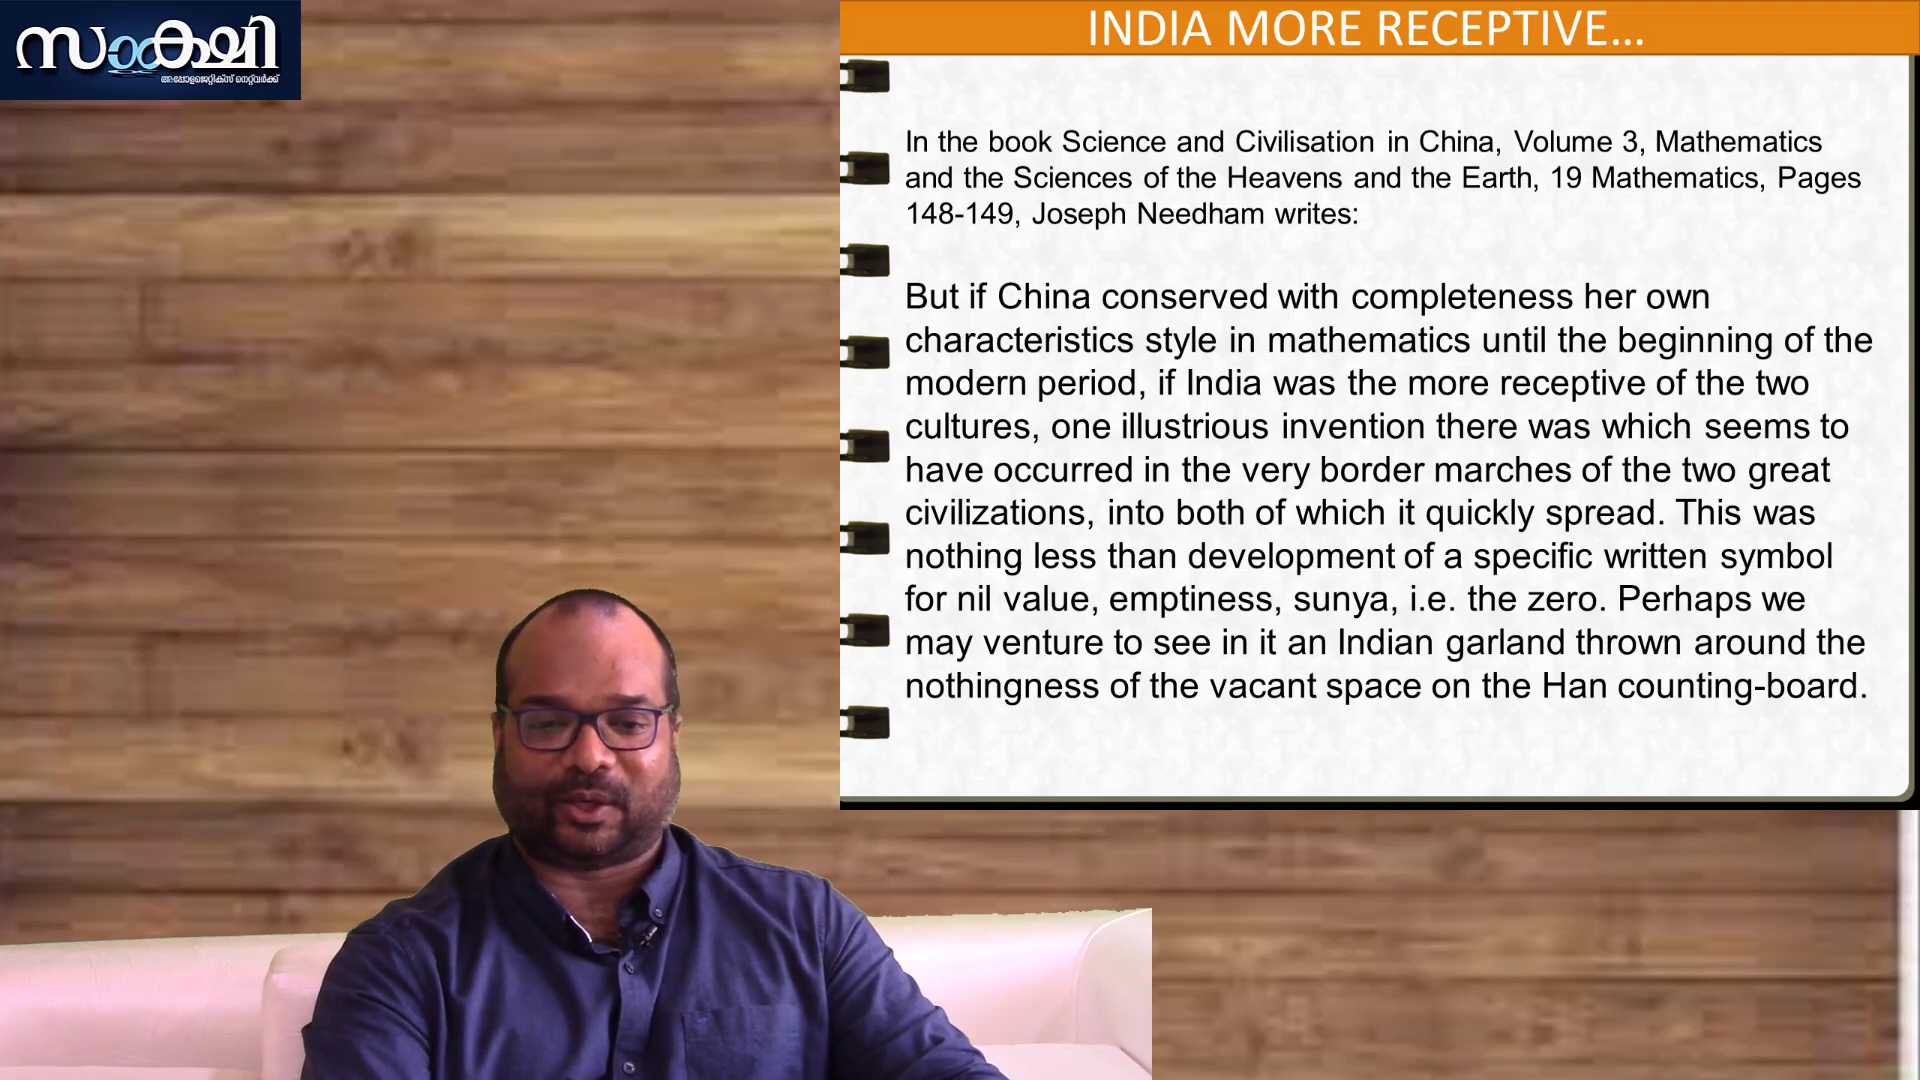 സാക്ഷി
അപ്പോളജെറ്റിക്സ് നെറ്റ്‌വർക്ക്
INDIA MORE RECEPTIVE...
In the book Science and Civilisation in China, Volume 3, Mathematics
and the Sciences of the Heavens and the Earth, 19 Mathematics, Pages
148-149, Joseph Needham writes:
But if China conserved with completeness her own
characteristics style in mathematics until the beginning of the
modern period, if India was the more receptive of the two
cultures, one illustrious invention there was which seems to
have occurred in the very border marches of the two great
civilizations, into both of which it quickly spread. This was
nothing less than development of a specific written symbol
for nil value, emptiness, sunya, i.e. the zero. Perhaps we
may venture to see in it an Indian garland thrown around the
nothingness of the vacant space on the Han counting-board.